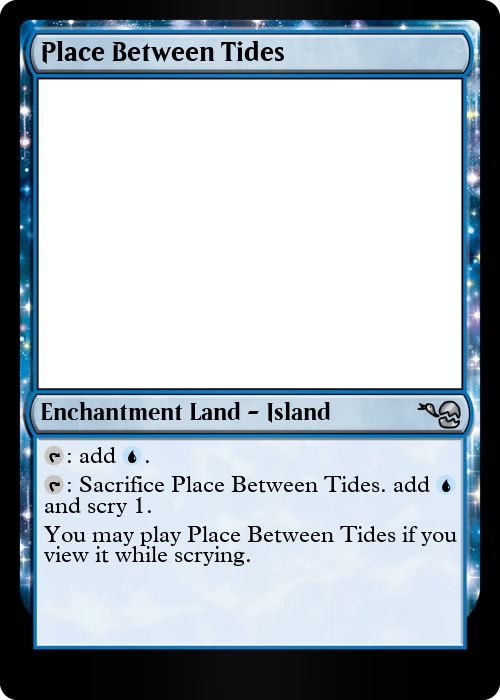 Place Between Tides
Enchantment Land – Island
: add .
: Sacrifice Place Between Tides. add
and scry 1.
You may play Place Between Tides if you
view it while scrying.